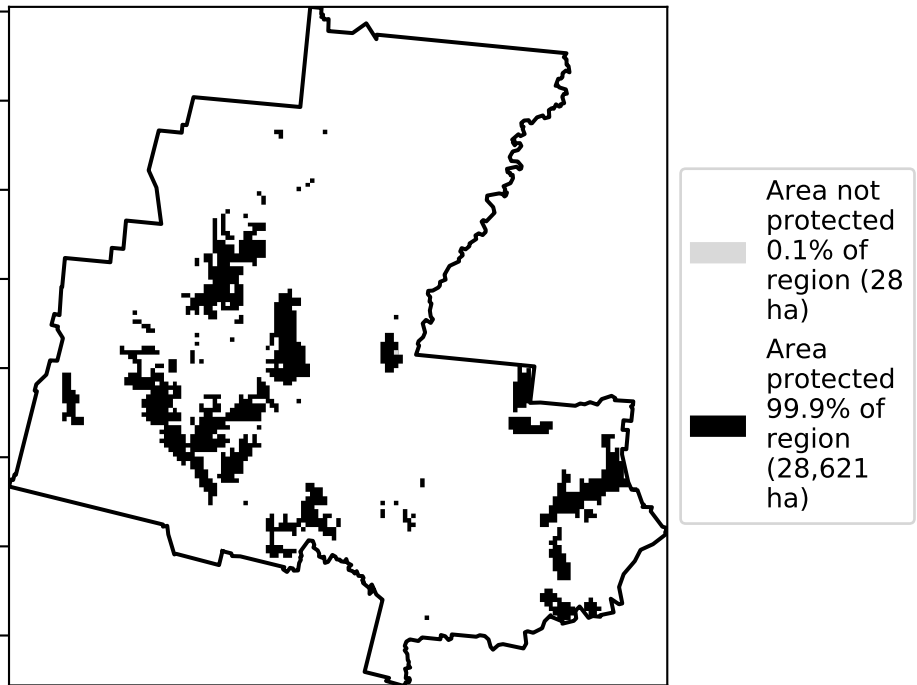 Area not
protected
0.1% of
region (28
ha)
Area
protected
99.9% of
region
(28,621
ha)